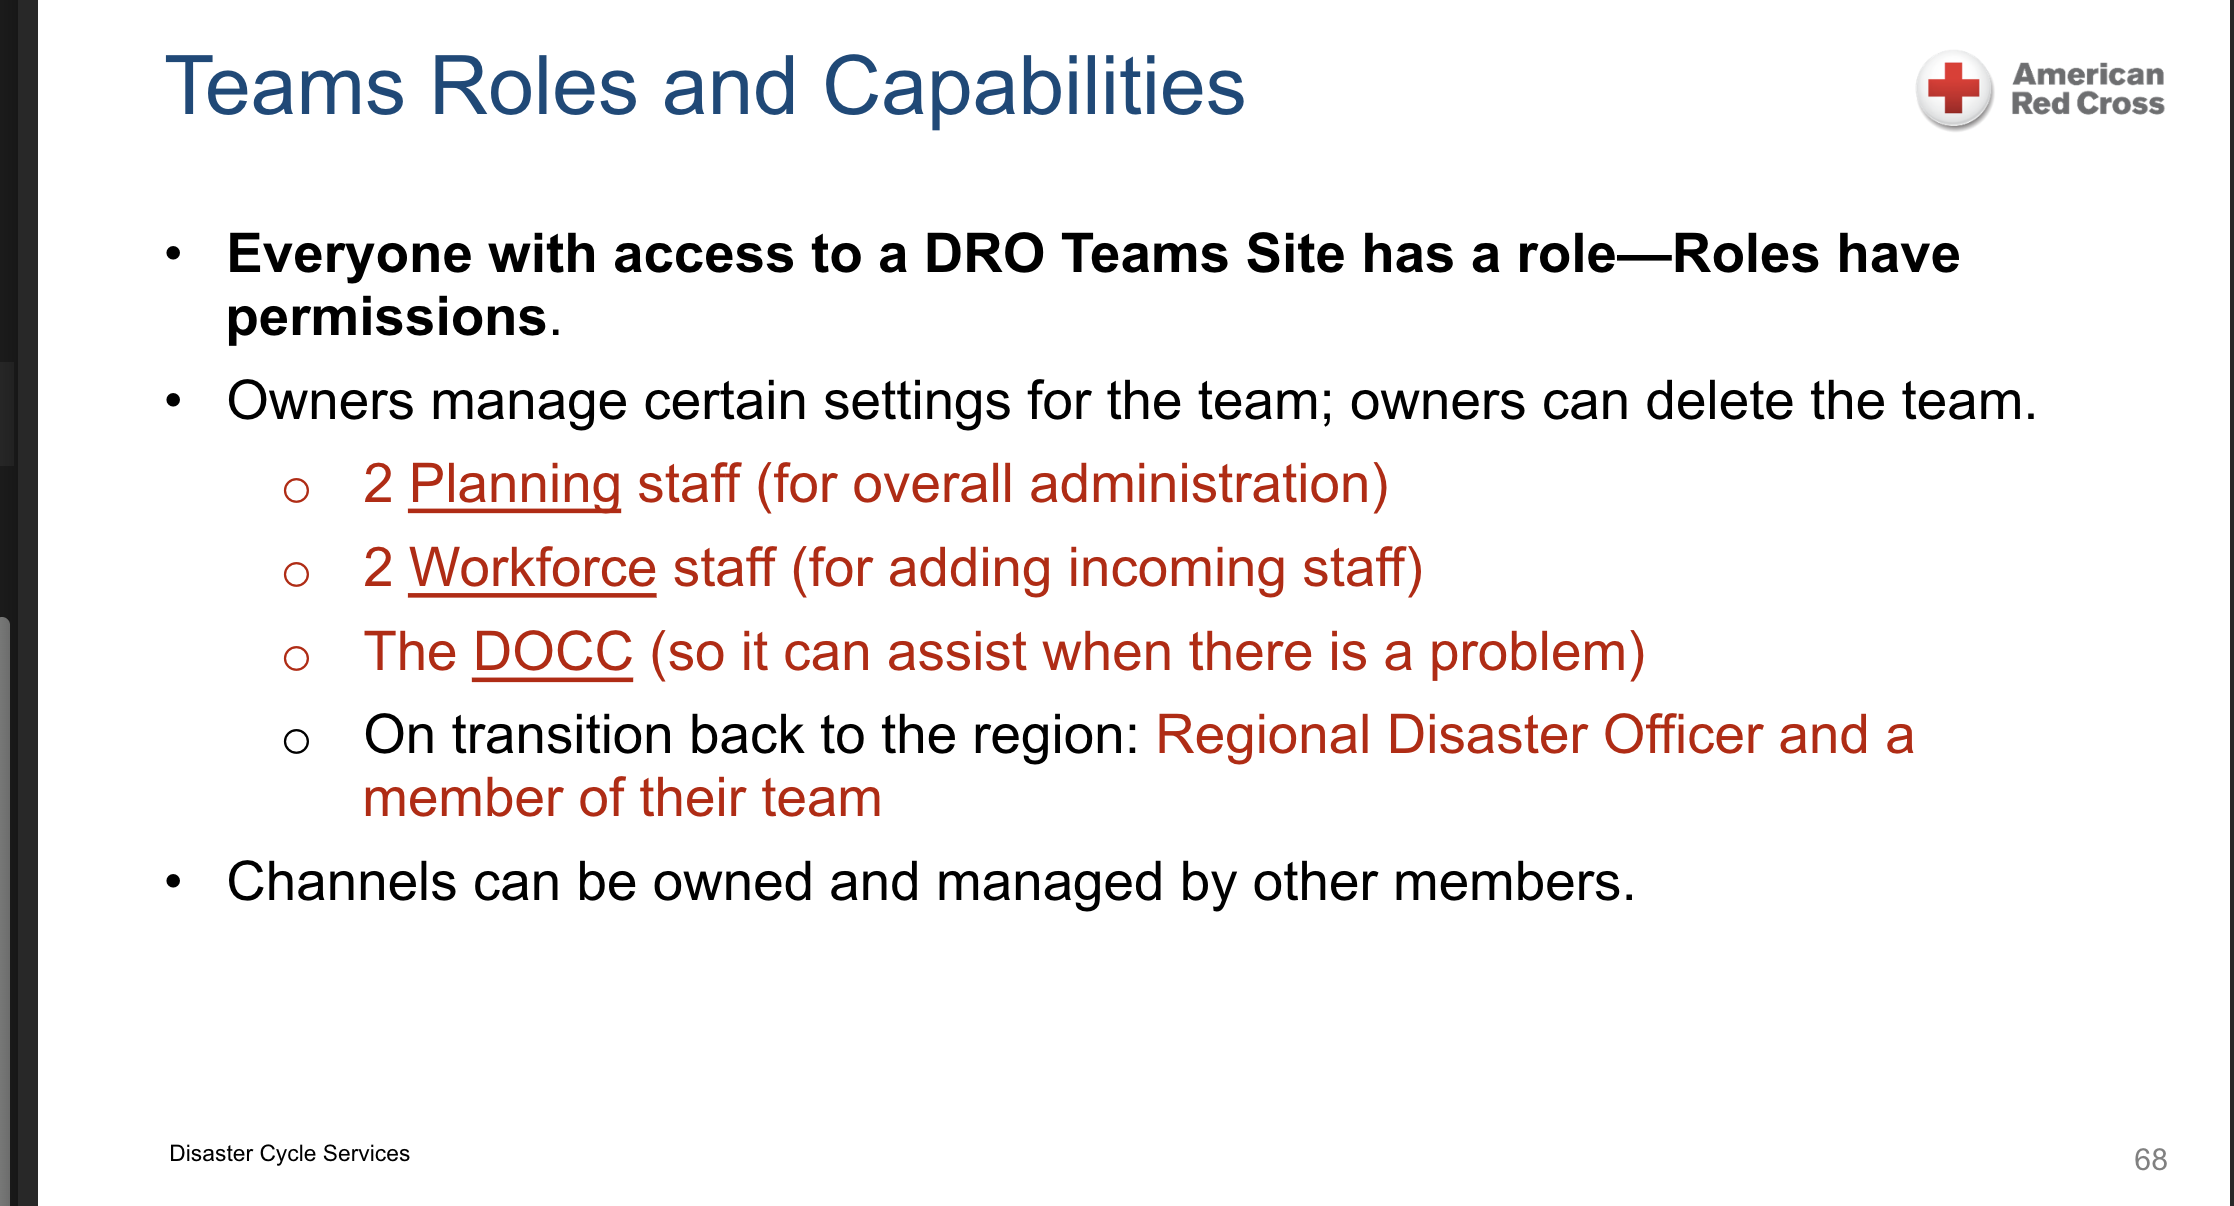 Teams Roles and Capabilities
American
Red Cross
• Everyone with access to a DRO Teams Site has a role—Roles have
permissions.
• Owners manage certain settings for the team; owners can delete the team.
o 2 Planning staff (for overall administration)
o 2 Workforce staff (for adding incoming staff)
o The DOCC (so it can assist when there is a problem)
o On transition back to the region: Regional Disaster Officer and a
member of their team
• Channels can be owned and managed by other members.
Disaster Cycle Services
68